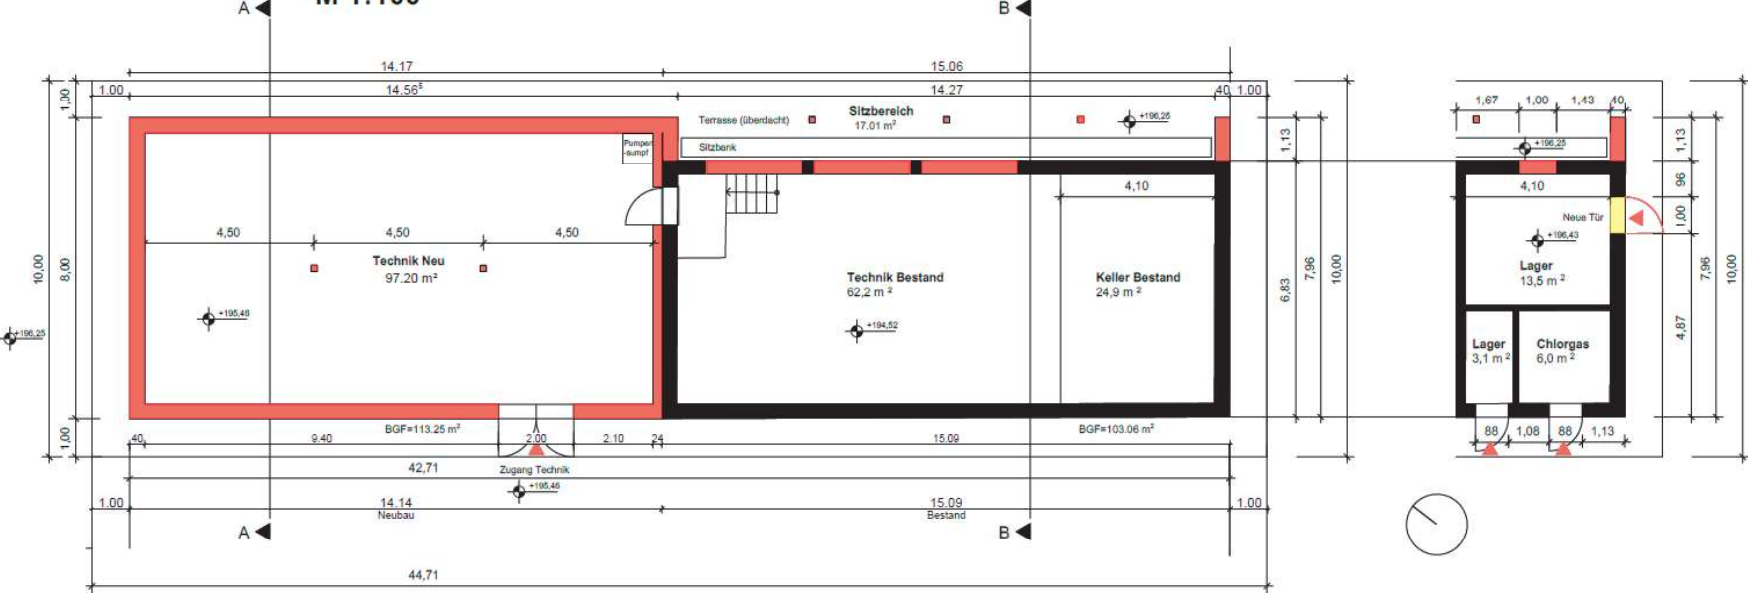 A
B
14.17
15.06
1.00
14.56⁵
14.27
40
1.00
1,67
1,00
1,43
40
1,00
Terrasse (überdacht)
Sitzbereich
17.01 m²
+196,25
Sitzbank
Pumpen
-sumpf
1,13
+196,25
1,13
4,10
4,10
96
Neue Tür
1,00
4,50
4,50
4,50
+196,43
10,00
8,00
Technik Neu
97.20 m²
Technik Bestand
62,2 m²
Keller Bestand
24,9 m²
6,83
7,96
10,00
Lager
13,5 m²
7,96
10,00
+195,46
+194,52
+196,25
Lager
3,1 m²
Chlorgas
6,0 m²
4,87
1,00
BGF=113.25 m²
BGF=103.06 m²
40
9.40
2.00
2.10
24
15.09
88
1,08
88
1,13
42,71
Zugang Technik
+195,46
1.00
14.14
15.09
1.00
Neubau
Bestand
A
B
44,71